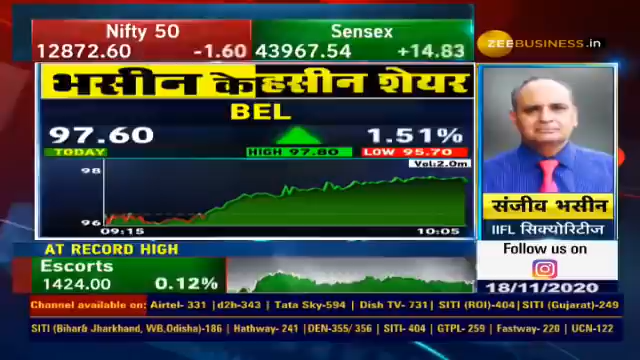 Nifty 50
12872.60 -1.60
Sensex
43967.54 +14.83
ZEEBUSINESS.in
भसीन के हसीन शेयर
BEL
97.60 1.51%
TODAY HIGH 97.80 LOW 95.70
Vol:2.0m
98
96
09:15 10:05
संजीव भसीन
IIFL सिक्योरिटीज
AT RECORD HIGH
Escorts
1424.00 0.12%
Follow us on
18/11/2020
Channel available on: Airtel- 331 |d2h-343 | Tata Sky-594 | Dish TV- 731| SITI (ROI)-404| SITI (Gujarat)-249
SITI (Bihar& Jharkhand, WB,Odisha)-186 | Hathway- 241 |DEN-355/ 356 | SITI- 404 | GTPL- 259 | Fastway- 220 | UCN-122